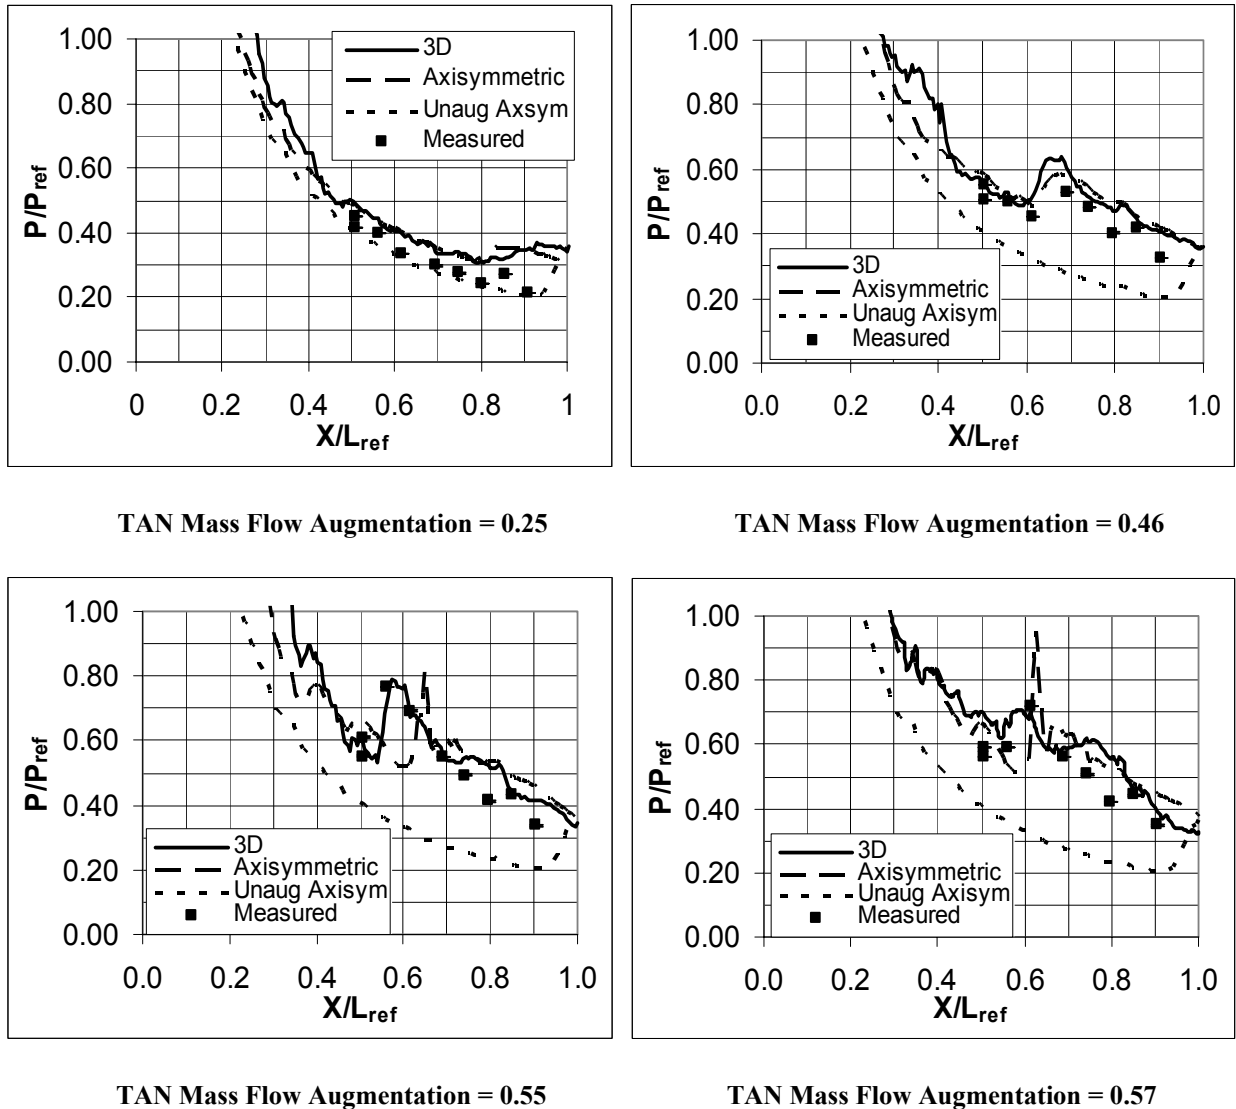 1.00
0.80
0.60
0.40
0.20
0.00
P/Pref
0 0.2 0.4 0.6 0.8 1
X/Lref
3D
Axisymmetric
Unaug Axsym
Measured
TAN Mass Flow Augmentation = 0.25
1.00
0.80
0.60
0.40
0.20
0.00
P/Pref
0.0 0.2 0.4 0.6 0.8 1.0
X/Lref
3D
Axisymmetric
Unaug Axisym
Measured
TAN Mass Flow Augmentation = 0.46
1.00
0.80
0.60
0.40
0.20
0.00
P/Pref
0.0 0.2 0.4 0.6 0.8 1.0
X/Lref
3D
Axisymmetric
Unaug Axisym
Measured
TAN Mass Flow Augmentation = 0.55
1.00
0.80
0.60
0.40
0.20
0.00
P/Pref
0.0 0.2 0.4 0.6 0.8 1.0
X/Lref
3D
Axisymmetric
Unaug Axisym
Measured
TAN Mass Flow Augmentation = 0.57